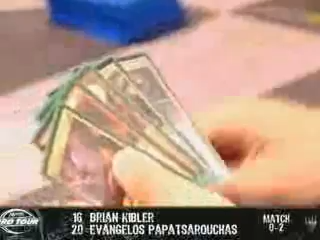 PRO TOUR
16 BRIAN KIBLER
20 EVANGELOS PAPATSAROUCHAS
MATCH
0-2